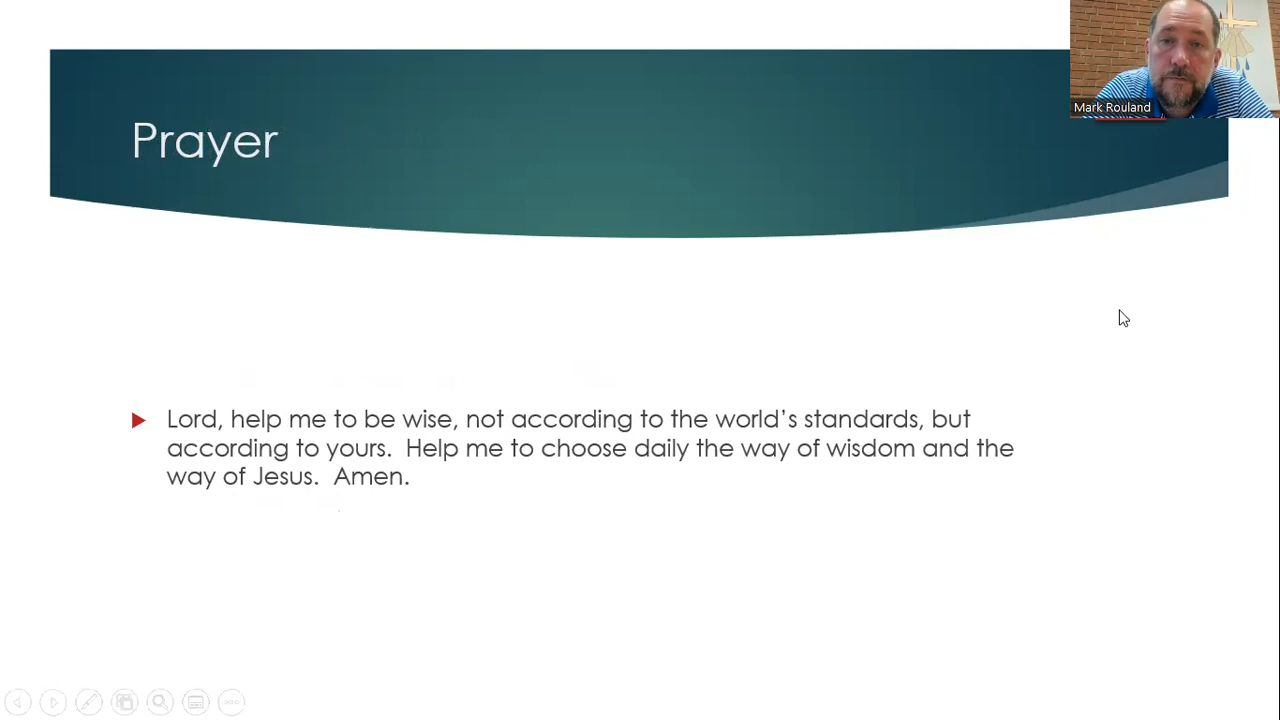 Prayer
Mark Rouland
Lord, help me to be wise, not according to the world's standards, but
according to yours.  Help me to choose daily the way of wisdom and the
way of Jesus.  Amen.